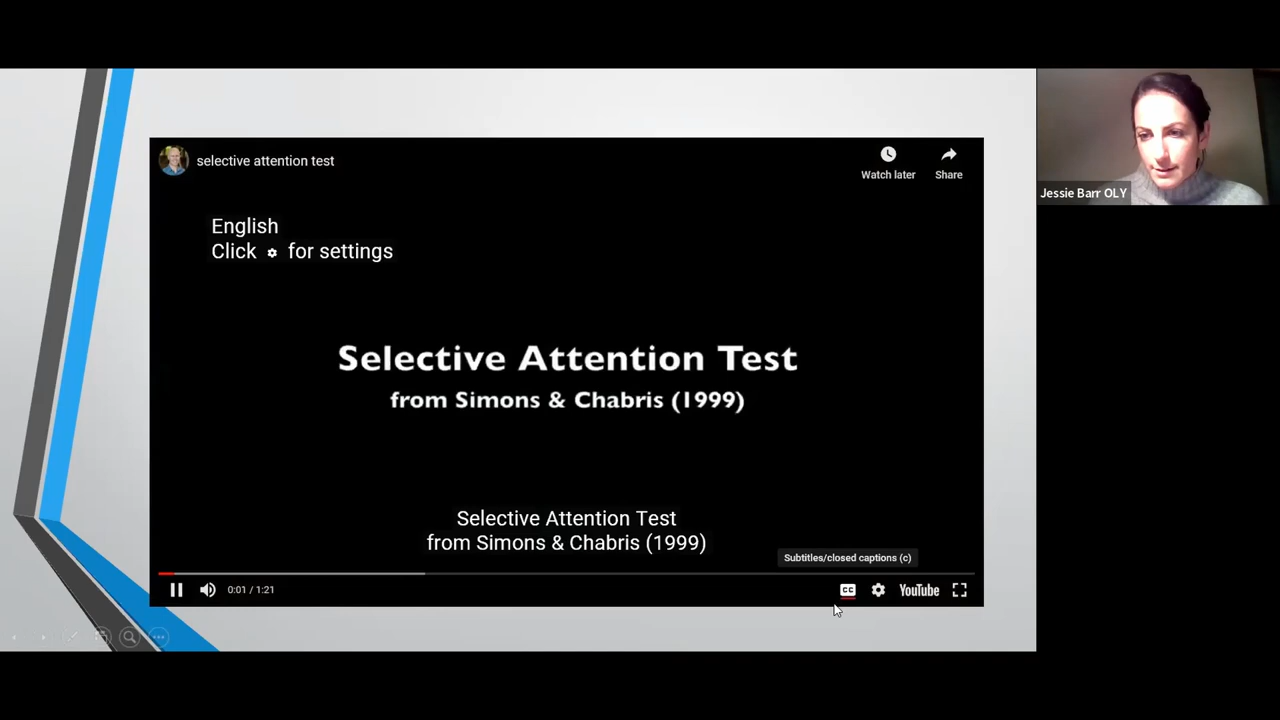 selective attention test
Watch later
Share
English
Click for settings
Selective Attention Test
from Simons & Chabris (1999)
Selective Attention Test
from Simons & Chabris (1999)
Subtitles/closed captions (c)
0:01 / 1:21
CC
YouTube
Jessie Barr OLY